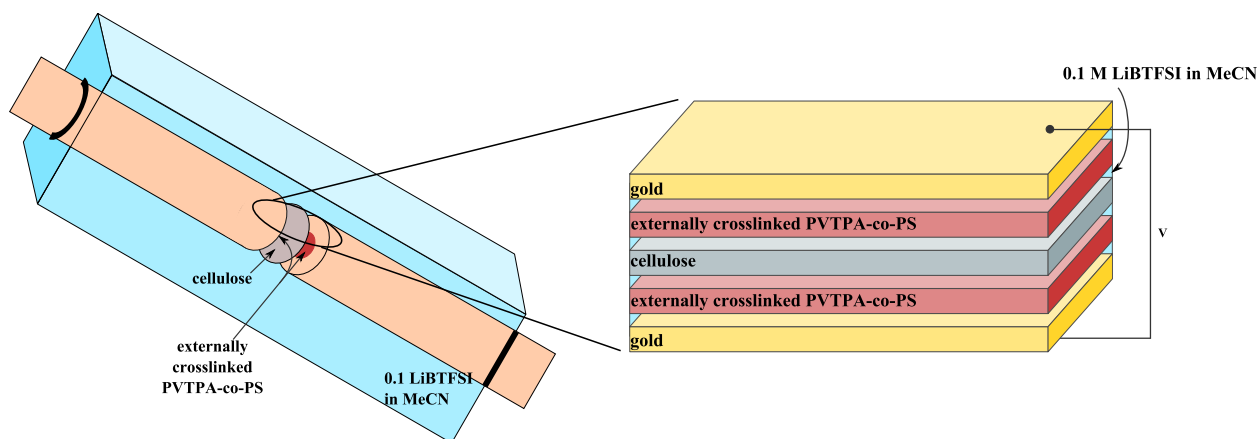 cellulose
externally
crosslinked
PVTPA-co-PS
0.1 LiBTFSI
in MeCN
0.1 M LiBTFSI in MeCN
gold
externally crosslinked PVTPA-co-PS
cellulose
externally crosslinked PVTPA-co-PS
gold
V